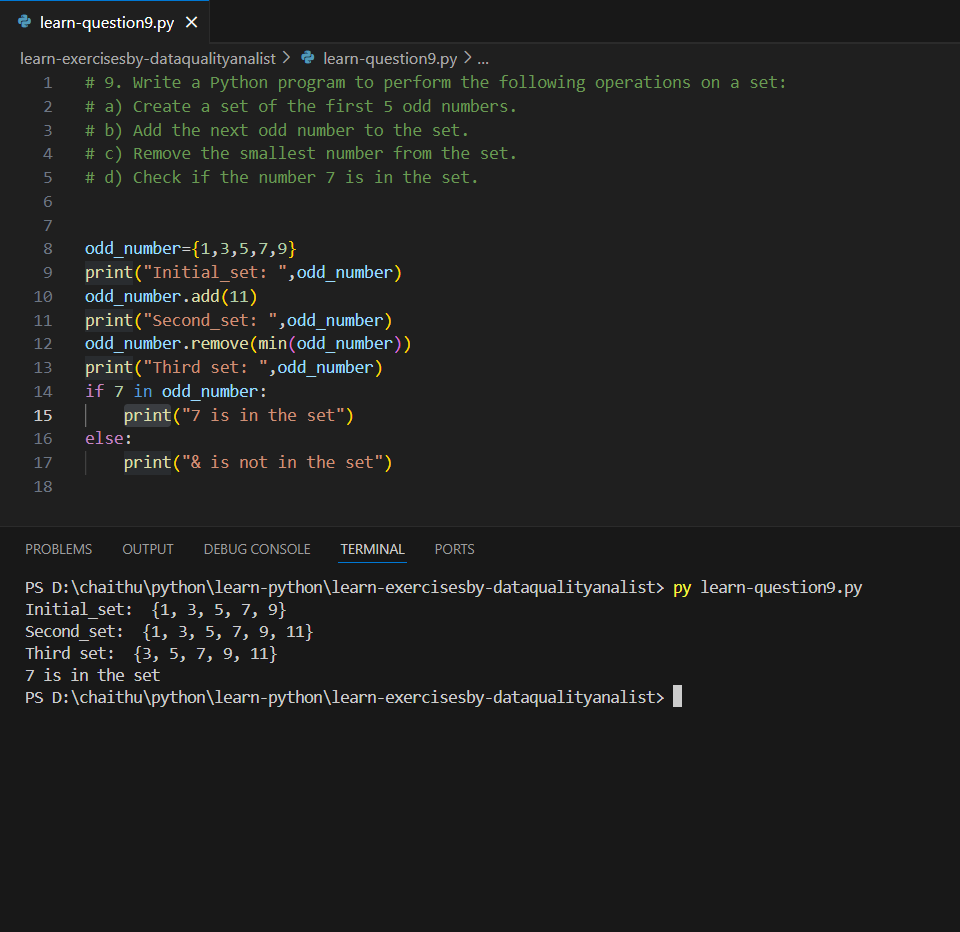 learn-question9.py ×
learn-exercisesby-dataqualityanalist > learn-question9.py > ...
1 # 9. Write a Python program to perform the following operations on a set:
2 # a) Create a set of the first 5 odd numbers.
3 # b) Add the next odd number to the set.
4 # c) Remove the smallest number from the set.
5 # d) Check if the number 7 is in the set.
6
7
8 odd_number={1,3,5,7,9}
9 print("Initial_set: ",odd_number)
10 odd_number.add(11)
11 print("Second_set: ",odd_number)
12 odd_number.remove(min(odd_number))
13 print("Third set: ",odd_number)
14 if 7 in odd_number:
15     print("7 is in the set")
16 else:
17     print("& is not in the set")
18
PROBLEMS OUTPUT DEBUG CONSOLE TERMINAL PORTS
PS D:\chaithu\python\learn-python\learn-exercisesby-dataqualityanalist> py learn-question9.py
Initial_set:  {1, 3, 5, 7, 9}
Second_set:  {1, 3, 5, 7, 9, 11}
Third set:  {3, 5, 7, 9, 11}
7 is in the set
PS D:\chaithu\python\learn-python\learn-exercisesby-dataqualityanalist>